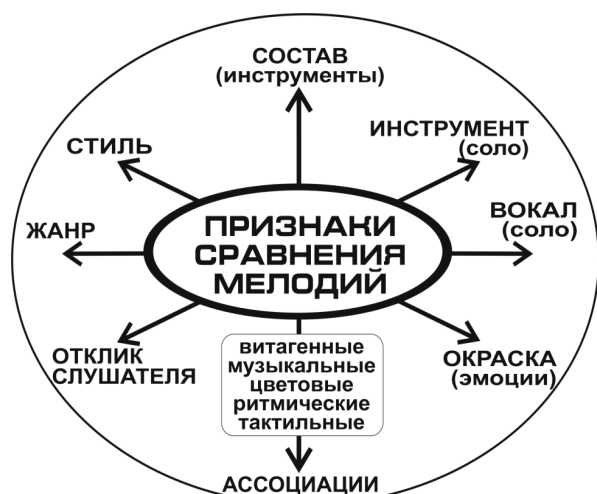 СОСТАВ
(инструменты)
ИНСТРУМЕНТ
(соло)
СТИЛЬ
ВОКАЛ
(соло)
ЖАНР
ПРИЗНАКИ
СРАВНЕНИЯ
МЕЛОДИЙ
ОТКЛИК
СЛУШАТЕЛЯ
витагенные
музыкальные
цветовые
ритмические
тактильные
ОКРАСКА
(эмоции)
АССОЦИАЦИИ